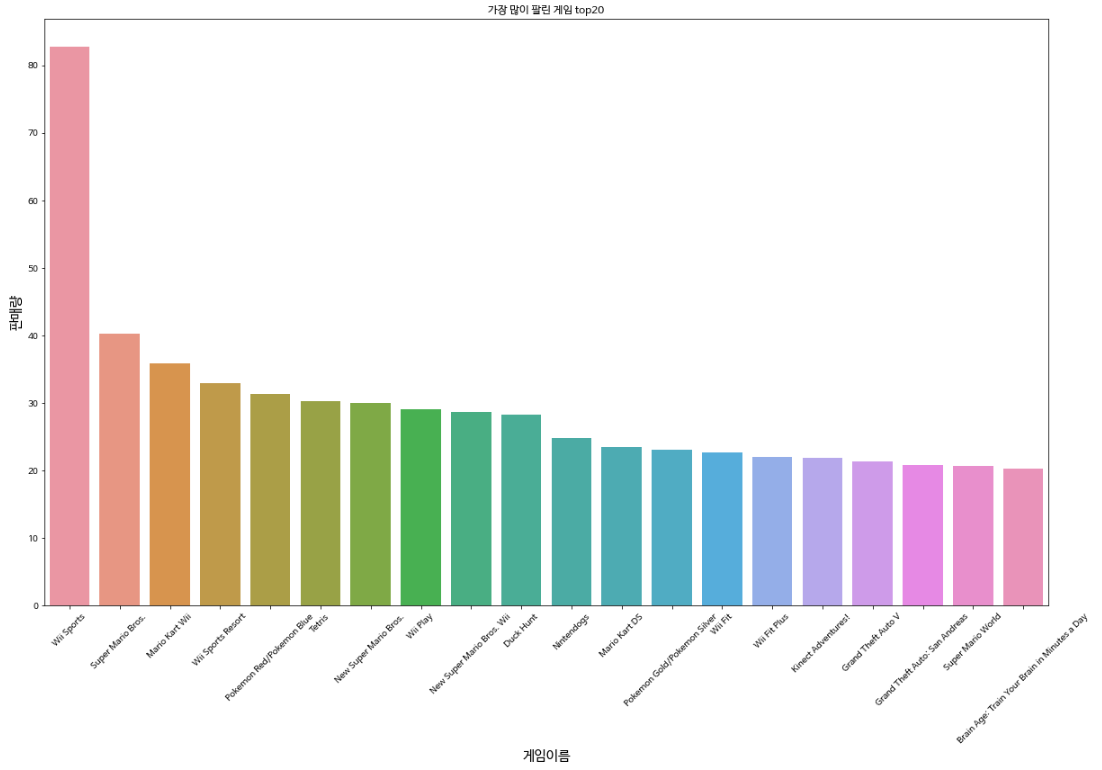 가장 많이 팔린 게임 top20
판매량
80
70
60
50
40
30
20
10
0
Wii Sports
Super Mario Bros.
Mario Kart Wii
Wii Sports Resort
Pokemon Red/Pokemon Blue
Tetris
New Super Mario Bros.
Wii Play
New Super Mario Bros. Wii
Duck Hunt
Nintendogs
Mario Kart DS
Pokemon Gold/Pokemon Silver
Wii Fit
Wii Fit Plus
Kinect Adventures!
Grand Theft Auto V
Grand Theft Auto: San Andreas
Super Mario World
Brain Age: Train Your Brain in Minutes a Day
게임이름